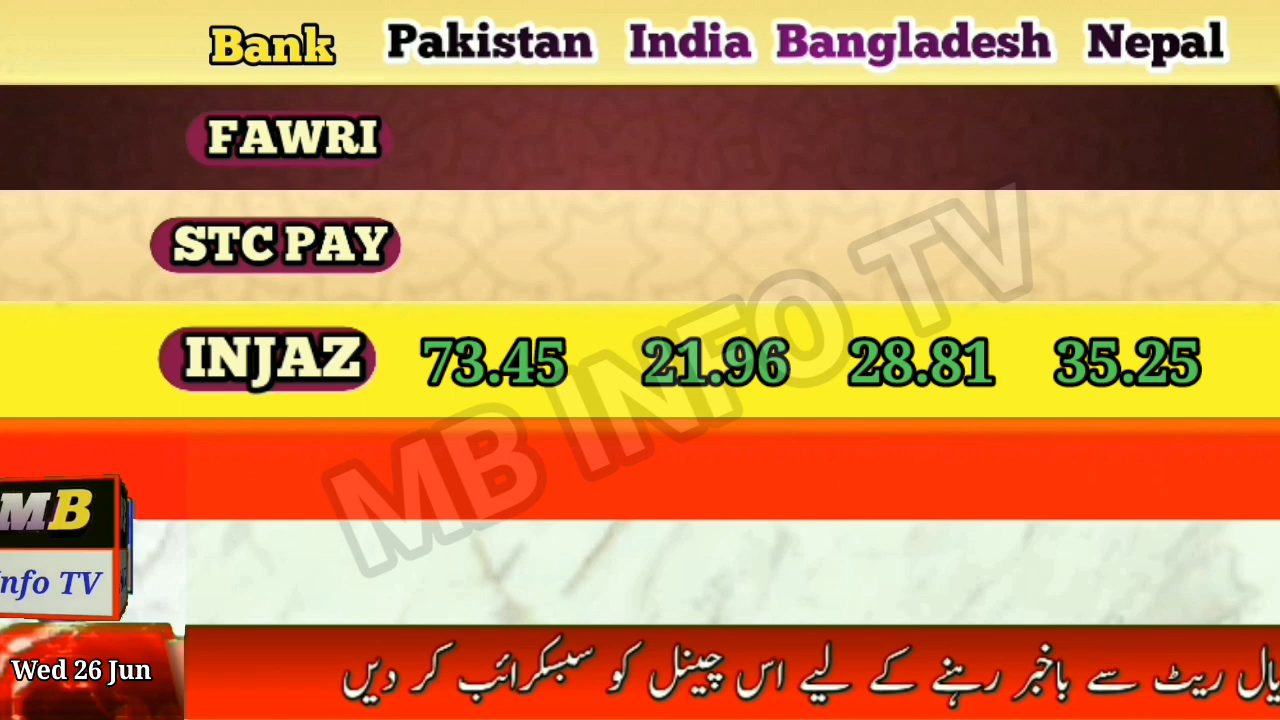 Bank Pakistan India Bangladesh Nepal
FAWRI
STC PAY
INJAZ 73.45 21.96 28.81 35.25
MB INFO TV
MB
Info TV
Wed 26 Jun
ریٹ سے باخبر رہنے کے لیے اس چینل کو سبسکرائب کر دیں